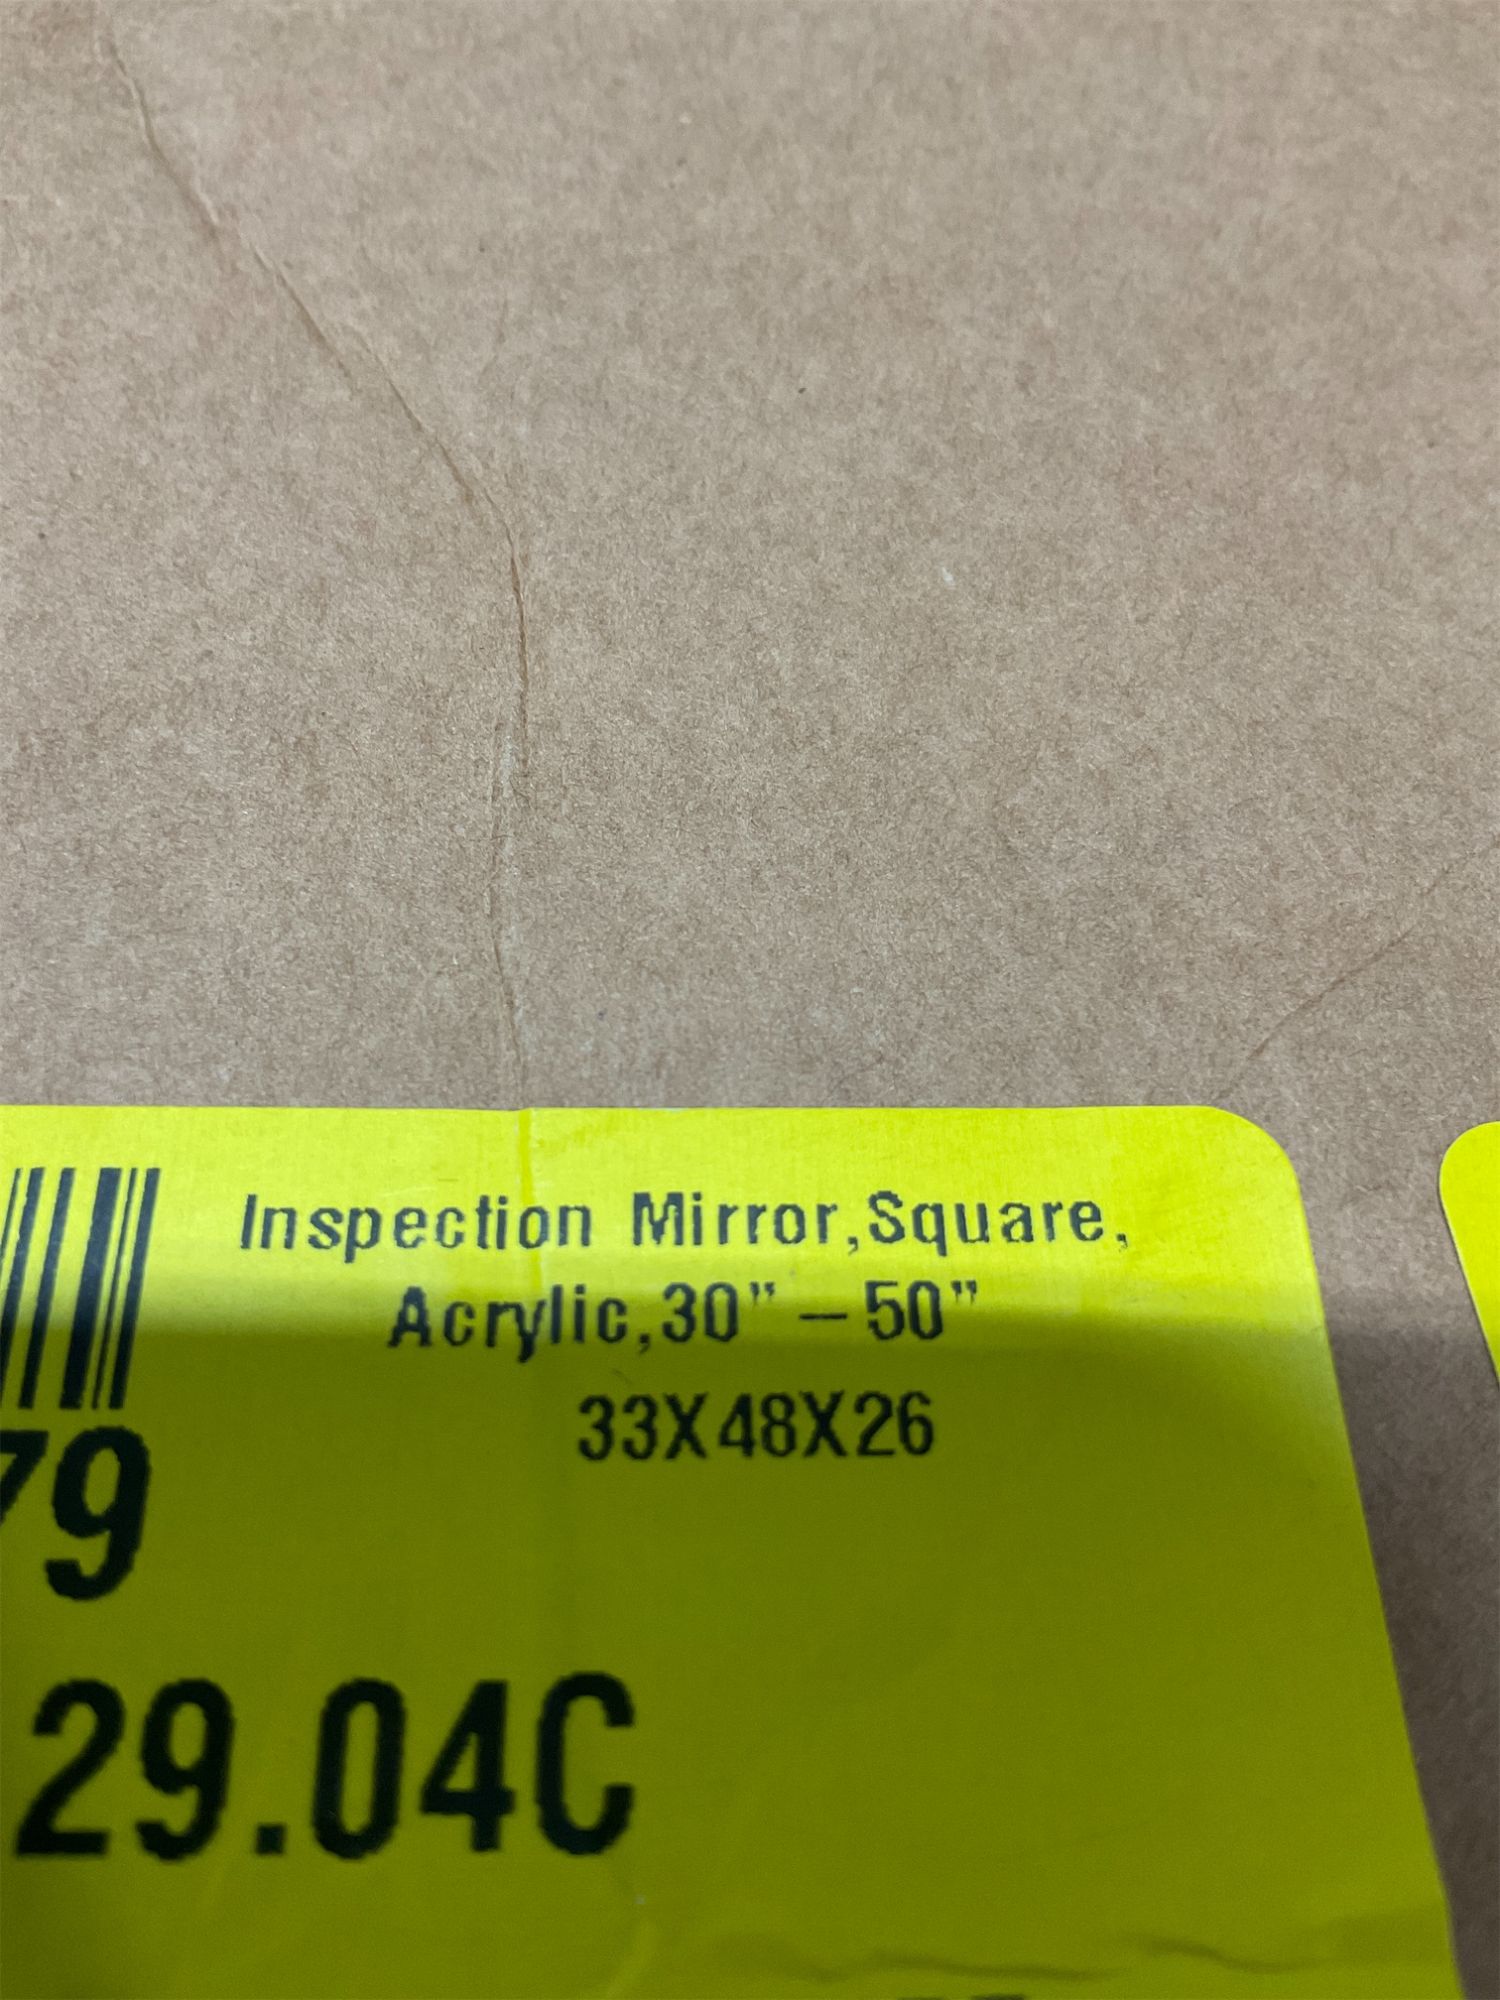 Inspection Mirror,Square,
Acrylic,30" – 50"
33X48X26
79
29.04C